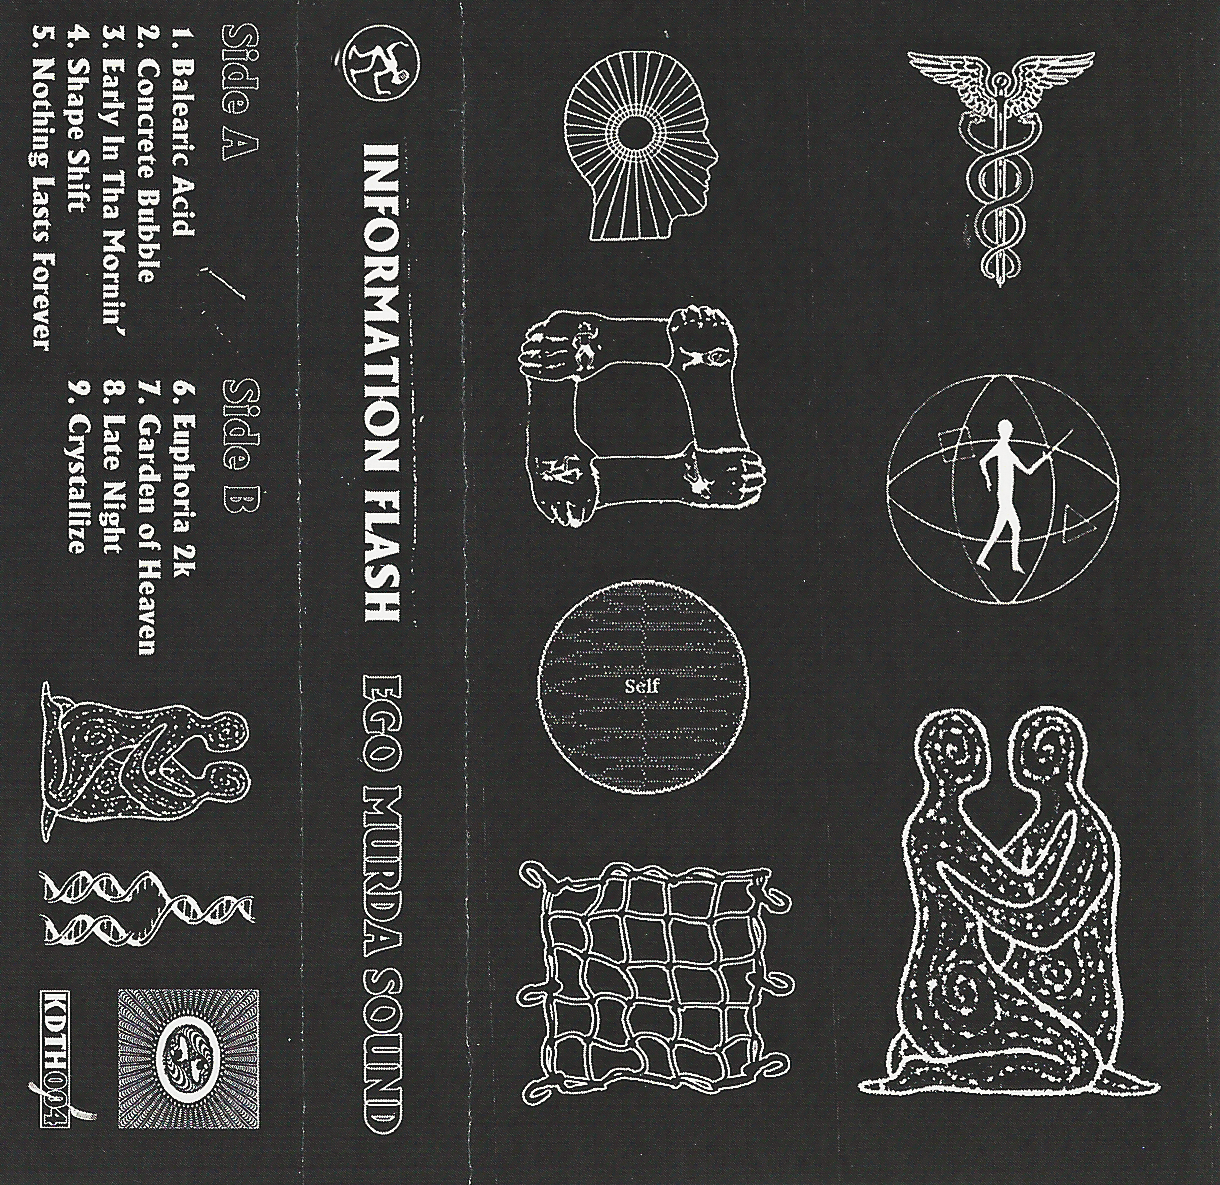 Side A
1. Balearic Acid
2. Concrete Bubble
3. Early In Tha Mornin'
4. Shape Shift
5. Nothing Lasts Forever
Side B
6. Euphoria 2k
7. Garden of Heaven
8. Late Night
9. Crystallize
KDTH004
INFORMATION FLASH
EGO MURDA SOUND
Self